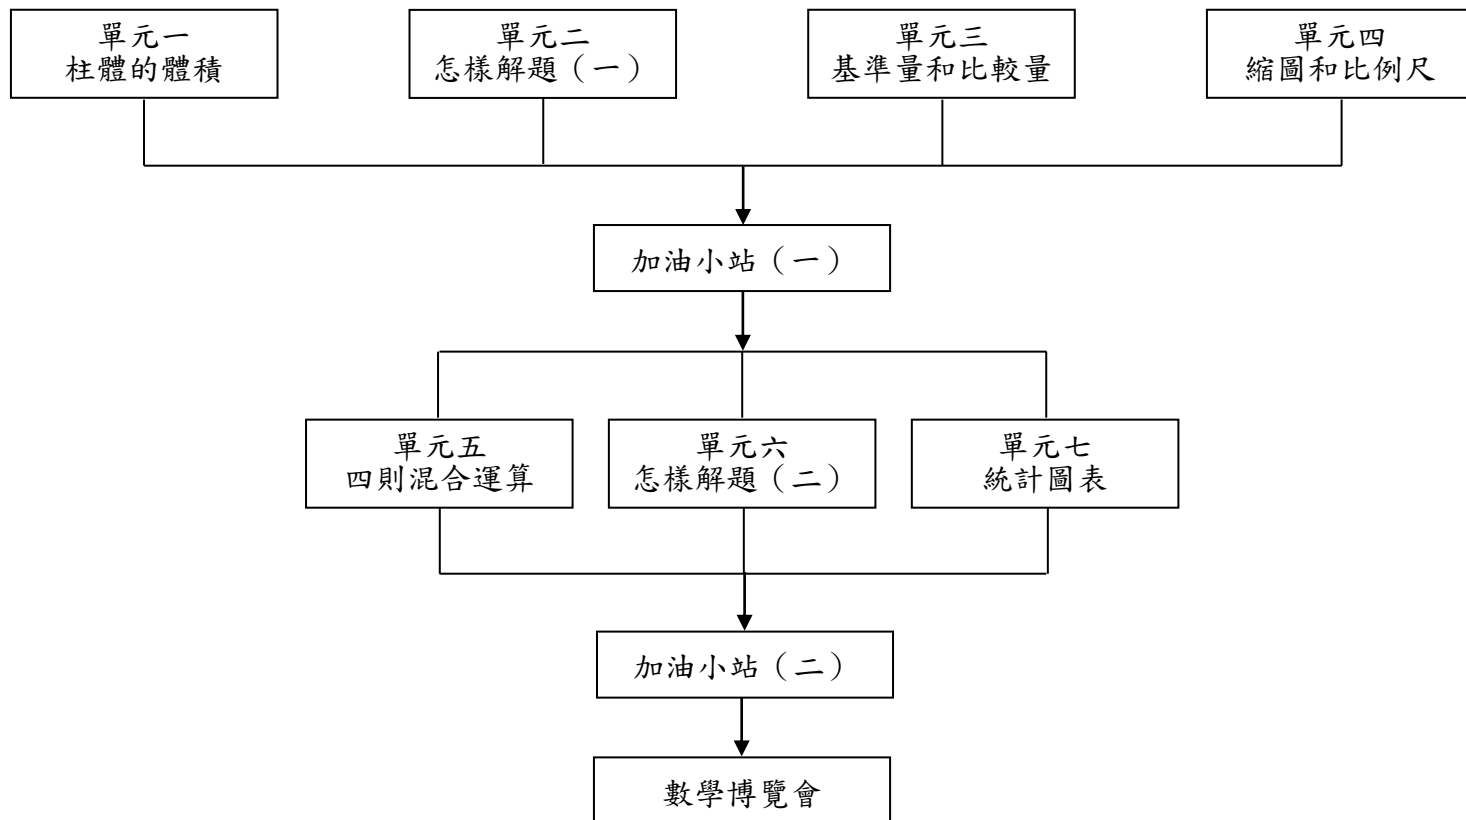 單元一
柱體的體積
單元二
怎樣解題（一）
單元三
基準量和比較量
單元四
縮圖和比例尺
加油小站（一）
單元五
四則混合運算
單元六
怎樣解題（二）
單元七
統計圖表
加油小站（二）
數學博覽會